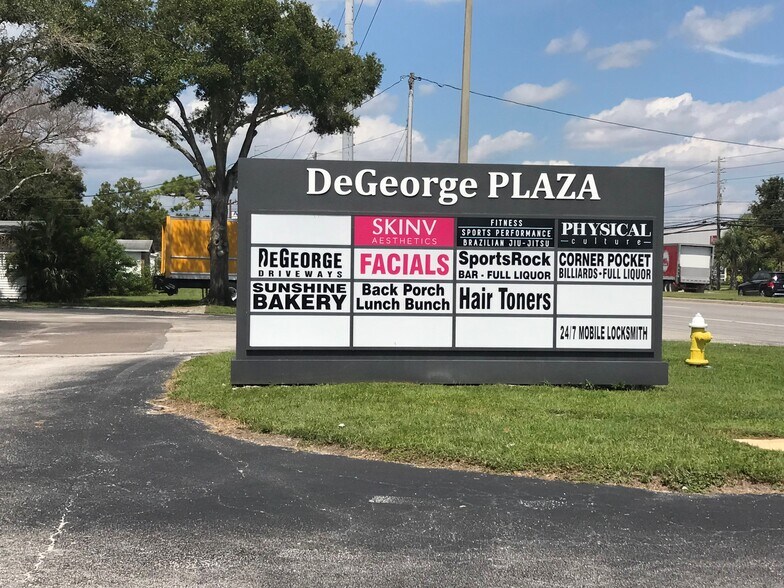 DeGeorge PLAZA
SKINV
AESTHETICS
FITNESS
SPORTS PERFORMANCE
BRAZILIAN JIU-JITSU
PHYSICAL
culture
DEGEORGE
DRIVEWAYS
FACIALS
SportsRock
BAR - FULL LIQUOR
CORNER POCKET
BILLIARDS-FULL LIQUOR
SUNSHINE
BAKERY
Back Porch
Lunch Bunch
Hair Toners
24/7 MOBILE LOCKSMITH